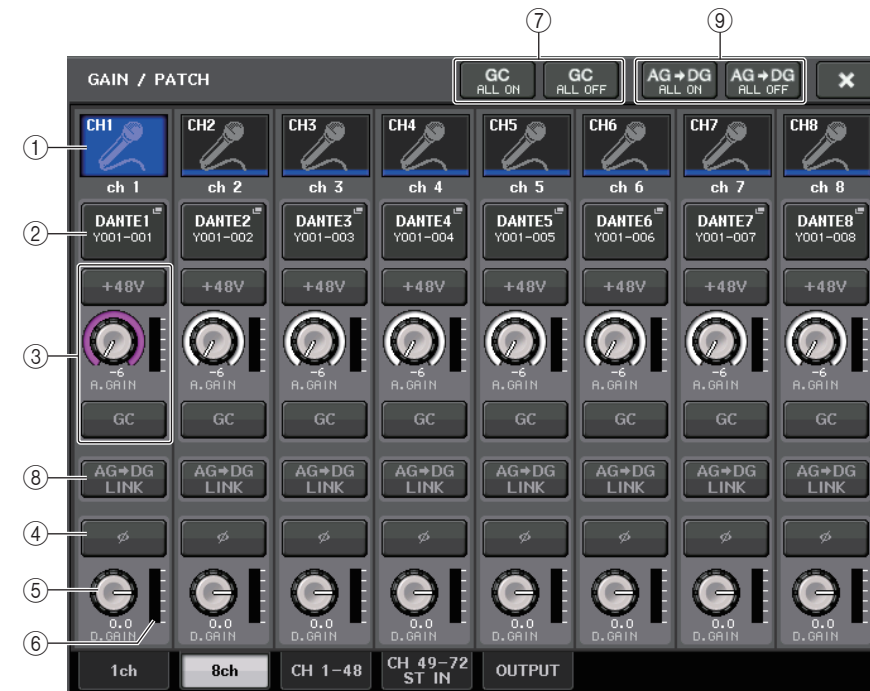 ⑦ ⑨
GAIN / PATCH GC ALL ON GC ALL OFF AG➔DG ALL ON AG➔DG ALL OFF ×
① CH1 CH2 CH3 CH4 CH5 CH6 CH7 CH8
ch 1 ch 2 ch 3 ch 4 ch 5 ch 6 ch 7 ch 8
② DANTE1 DANTE2 DANTE3 DANTE4 DANTE5 DANTE6 DANTE7 DANTE8
Y001-001 Y001-002 Y001-003 Y001-004 Y001-005 Y001-006 Y001-007 Y001-008
+48V +48V +48V +48V +48V +48V +48V +48V
③
-6 -6 -6 -6 -6 -6 -6 -6
A.GAIN A.GAIN A.GAIN A.GAIN A.GAIN A.GAIN A.GAIN A.GAIN
GC GC GC GC GC GC GC GC
⑧ AG➔DG AG➔DG AG➔DG AG➔DG AG➔DG AG➔DG AG➔DG AG➔DG
LINK LINK LINK LINK LINK LINK LINK LINK
④ ø ø ø ø ø ø ø ø
⑤
0.0 0.0 0.0 0.0 0.0 0.0 0.0 0.0
⑥ D.GAIN D.GAIN D.GAIN D.GAIN D.GAIN D.GAIN D.GAIN D.GAIN
1ch 8ch CH 1-48 CH 49-72 ST IN OUTPUT